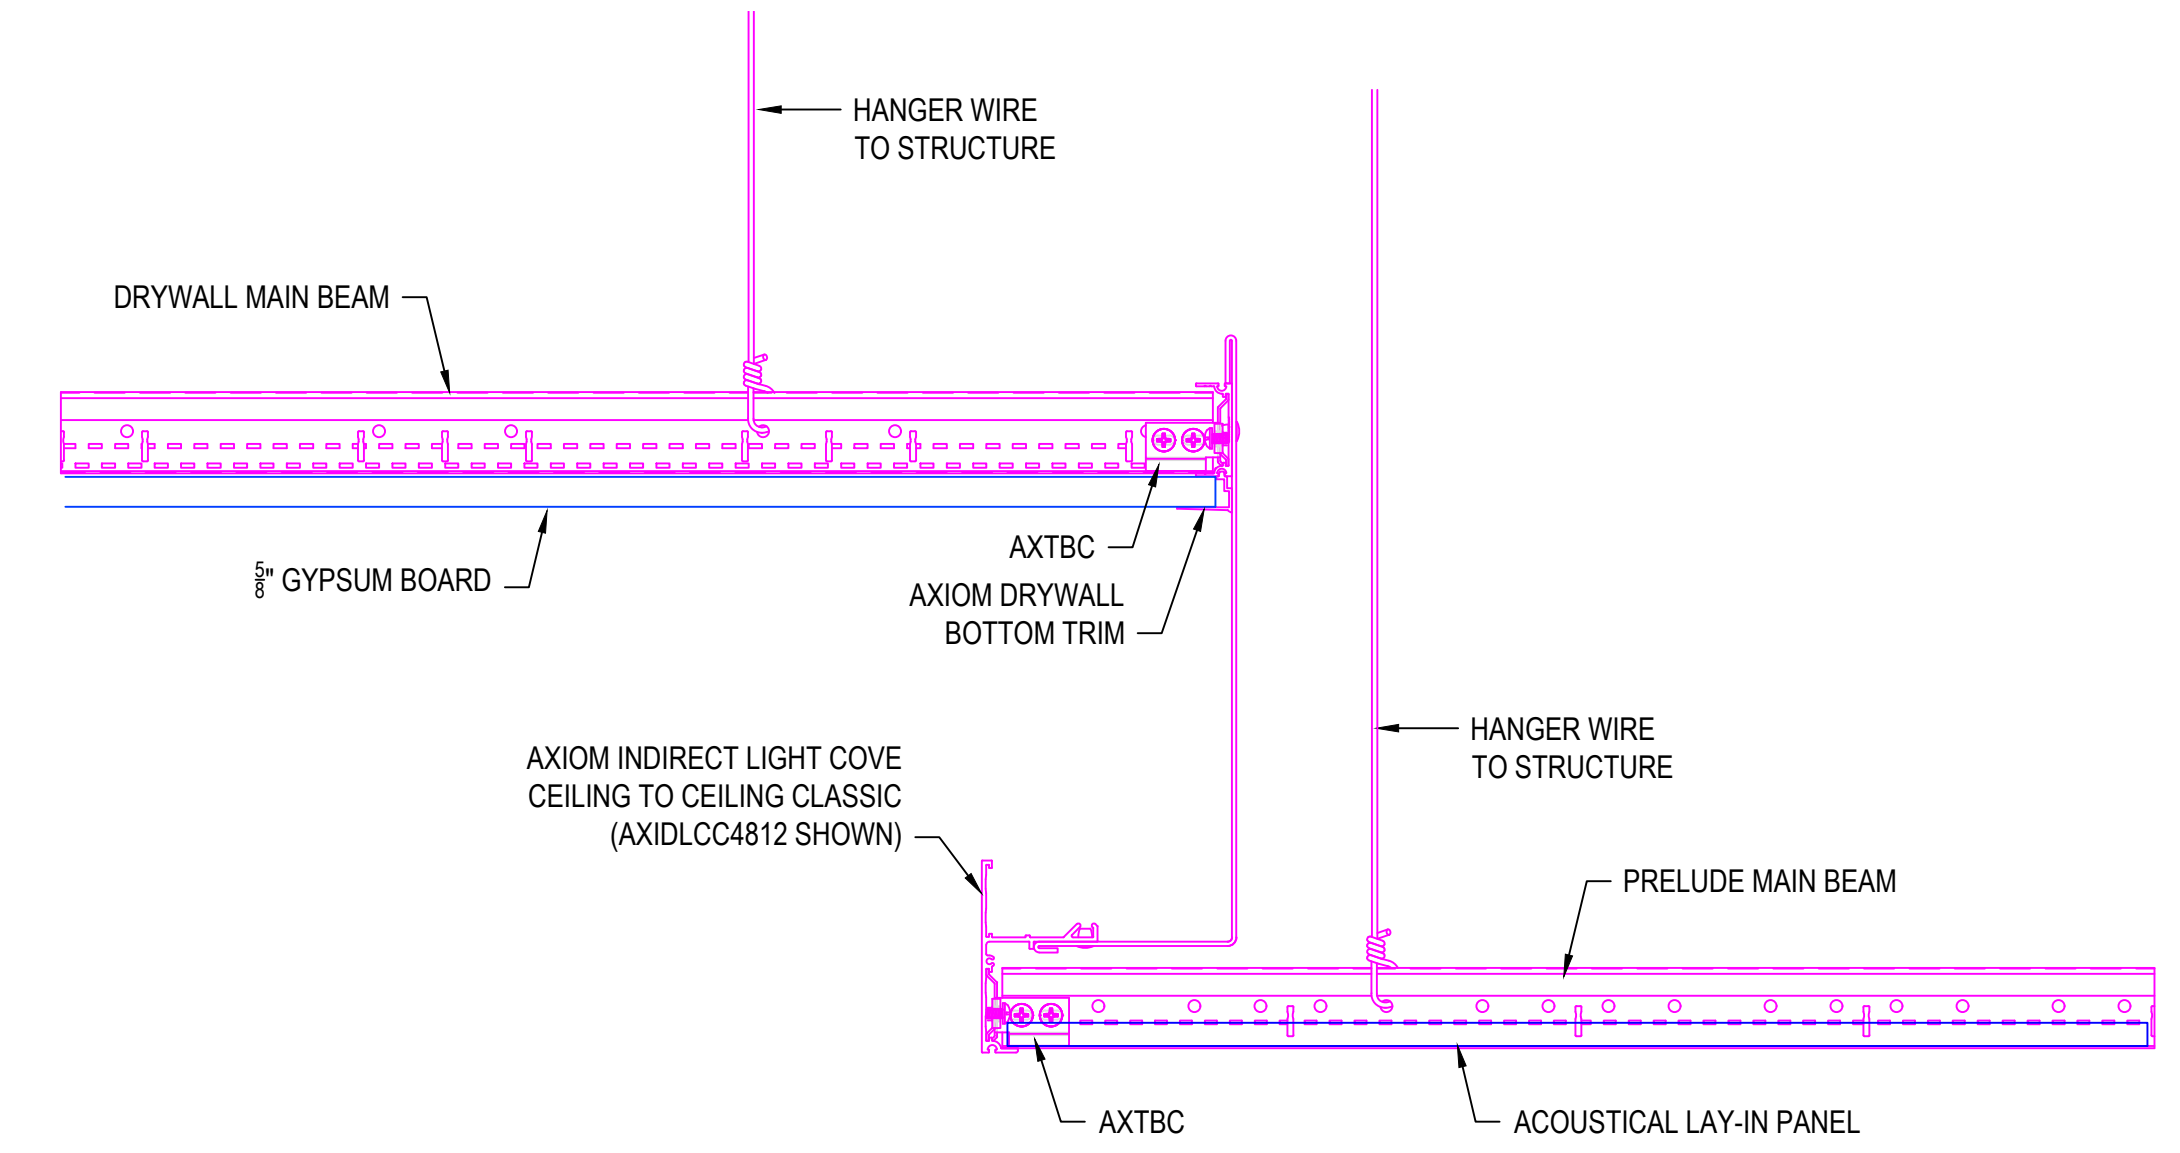 HANGER WIRE
TO STRUCTURE
DRYWALL MAIN BEAM
AXTBC
5/8" GYPSUM BOARD
AXIOM DRYWALL
BOTTOM TRIM
HANGER WIRE
TO STRUCTURE
AXIOM INDIRECT LIGHT COVE
CEILING TO CEILING CLASSIC
(AXIDLCC4812 SHOWN)
PRELUDE MAIN BEAM
AXTBC
ACOUSTICAL LAY-IN PANEL